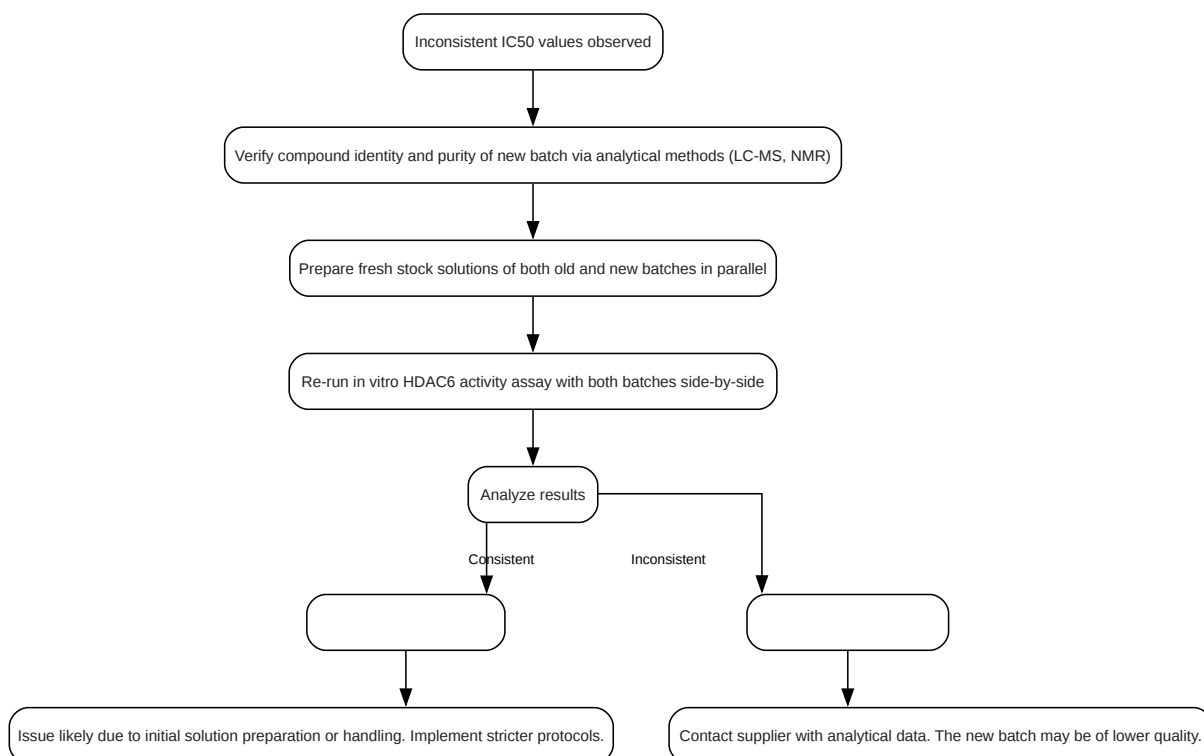 Inconsistent IC50 values observed
Verify compound identity and purity of new batch via analytical methods (LC-MS, NMR)
Prepare fresh stock solutions of both old and new batches in parallel
Re-run in vitro HDAC6 activity assay with both batches side-by-side
Analyze results
Consistent
Inconsistent
Issue likely due to initial solution preparation or handling. Implement stricter protocols.
Contact supplier with analytical data. The new batch may be of lower quality.